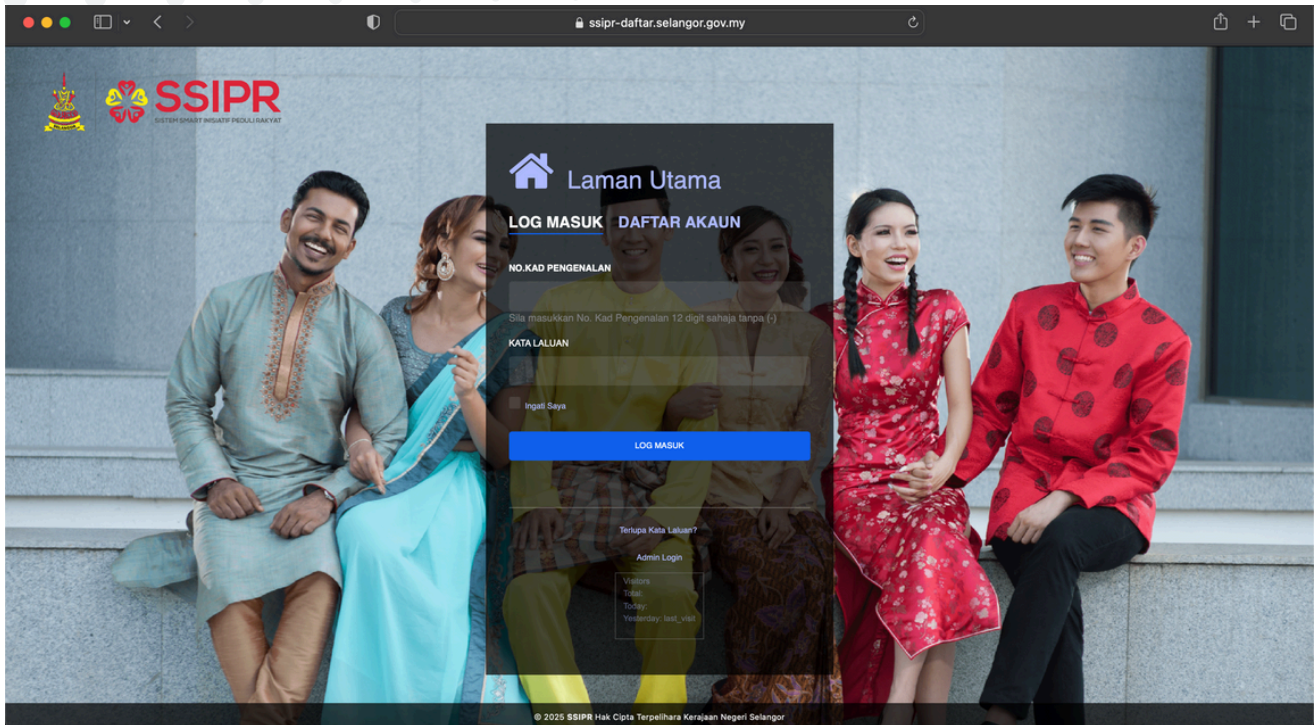 ssipr-daftar.selangor.gov.my
SELANGOR
SSIPR
SISTEM SMART INISIATIF PEDULI RAKYAT
Laman Utama
LOG MASUK DAFTAR AKAUN
NO.KAD PENGENALAN
Sila masukkan No. Kad Pengenalan 12 digit sahaja tanpa (-)
KATA LALUAN
Ingati Saya
LOG MASUK
Terlupa Kata Laluan?
Admin Login
Visitors
Total:
Today:
Yesterday: last_visit
© 2025 SSIPR Hak Cipta Terpelihara Kerajaan Negeri Selangor